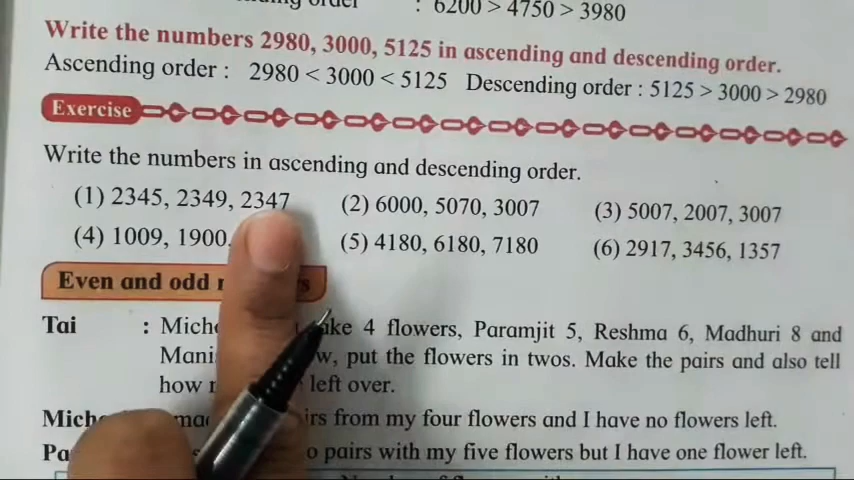 : 6200 > 4750 > 3980
Write the numbers 2980, 3000, 5125 in ascending and descending order.
Ascending order : 2980 < 3000 < 5125 Descending order : 5125 > 3000 > 2980
Exercise
Write the numbers in ascending and descending order.
(1) 2345, 2349, 2347 (2) 6000, 5070, 3007 (3) 5007, 2007, 3007
(4) 1009, 1900, (5) 4180, 6180, 7180 (6) 2917, 3456, 1357
Even and odd
Tai : 4 flowers, Paramjit 5, Reshma 6, Madhuri 8 and
put the flowers in twos. Make the pairs and also tell
how left over.
from my four flowers and I have no flowers left.
pairs with my five flowers but I have one flower left.